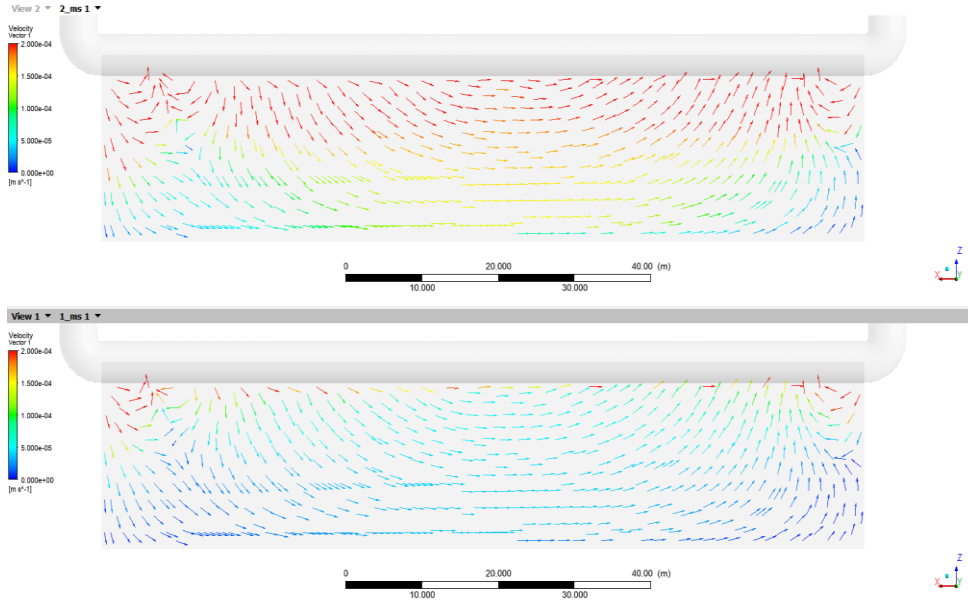 View 2 2_ms 1
Velocity
Vector 1
2.000e-04
1.500e-04
1.000e-04
5.000e-05
0.000e+00
[m s^-1]
0 20.000 40.00 (m)
10.000 30.000
Z
X Y
View 1 1_ms 1
Velocity
Vector 1
2.000e-04
1.500e-04
1.000e-04
5.000e-05
0.000e+00
[m s^-1]
0 20.000 40.00 (m)
10.000 30.000
Z
X Y